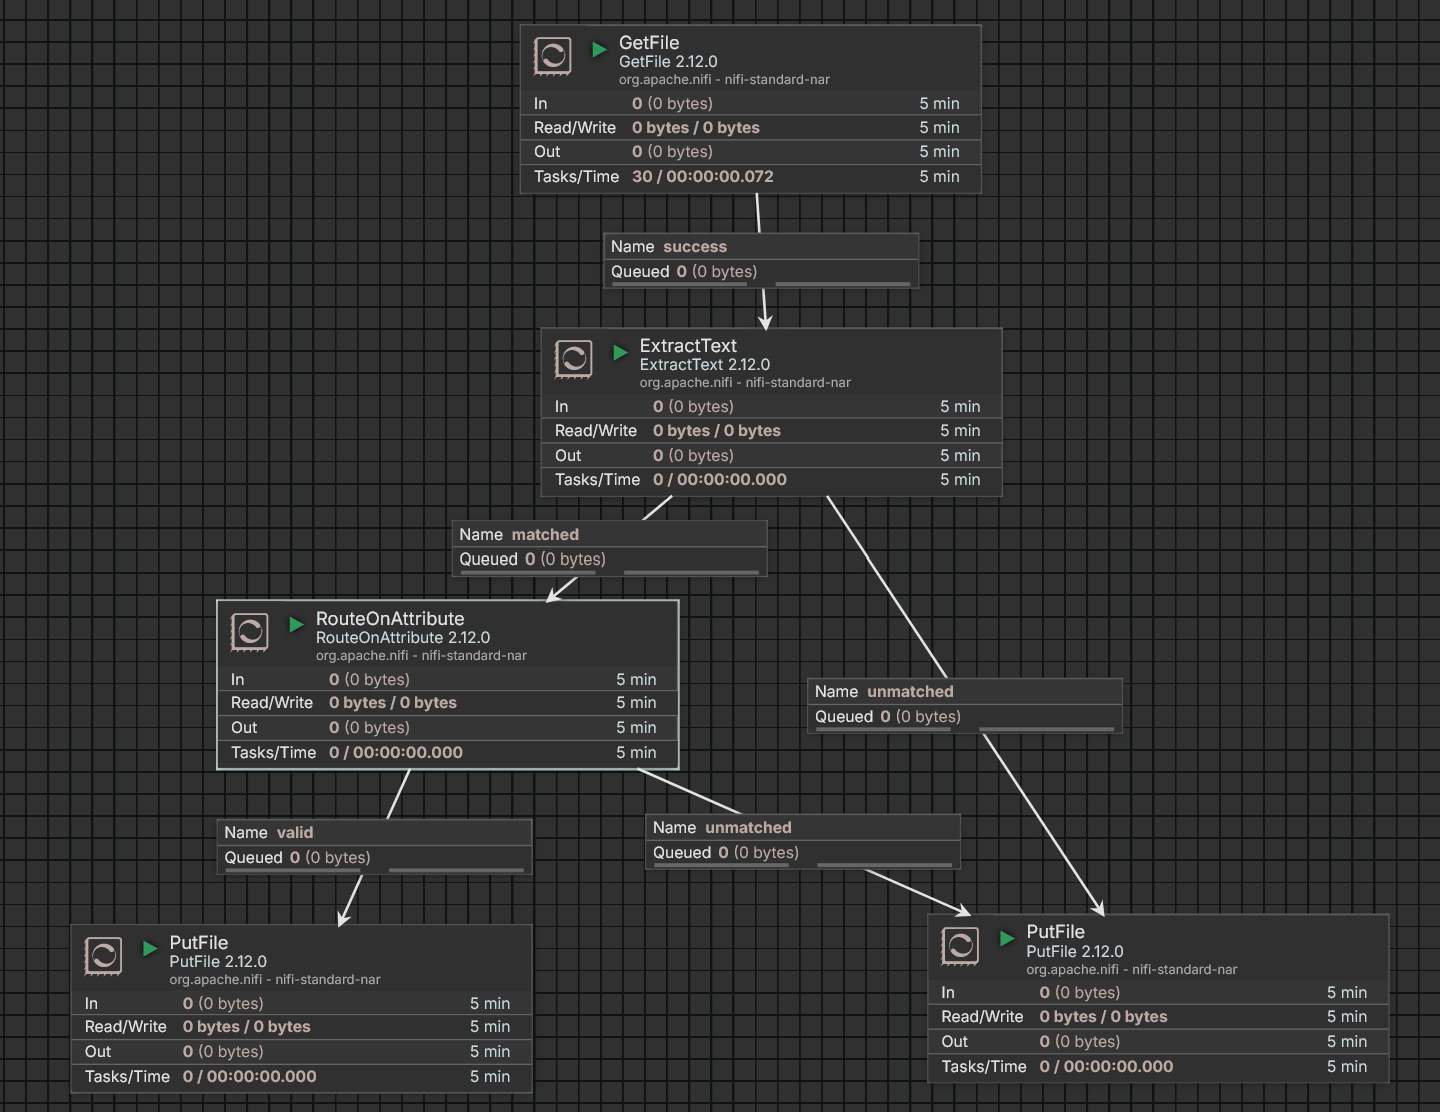 GetFile
GetFile 2.12.0
org.apache.nifi - nifi-standard-nar
In 0 (0 bytes) 5 min
Read/Write 0 bytes / 0 bytes 5 min
Out 0 (0 bytes) 5 min
Tasks/Time 30 / 00:00:00.072 5 min
Name success
Queued 0 (0 bytes)
ExtractText
ExtractText 2.12.0
org.apache.nifi - nifi-standard-nar
In 0 (0 bytes) 5 min
Read/Write 0 bytes / 0 bytes 5 min
Out 0 (0 bytes) 5 min
Tasks/Time 0 / 00:00:00.000 5 min
Name matched
Queued 0 (0 bytes)
RouteOnAttribute
RouteOnAttribute 2.12.0
org.apache.nifi - nifi-standard-nar
In 0 (0 bytes) 5 min
Read/Write 0 bytes / 0 bytes 5 min
Out 0 (0 bytes) 5 min
Tasks/Time 0 / 00:00:00.000 5 min
Name unmatched
Queued 0 (0 bytes)
Name valid
Queued 0 (0 bytes)
Name unmatched
Queued 0 (0 bytes)
PutFile
PutFile 2.12.0
org.apache.nifi - nifi-standard-nar
In 0 (0 bytes) 5 min
Read/Write 0 bytes / 0 bytes 5 min
Out 0 (0 bytes) 5 min
Tasks/Time 0 / 00:00:00.000 5 min
PutFile
PutFile 2.12.0
org.apache.nifi - nifi-standard-nar
In 0 (0 bytes) 5 min
Read/Write 0 bytes / 0 bytes 5 min
Out 0 (0 bytes) 5 min
Tasks/Time 0 / 00:00:00.000 5 min